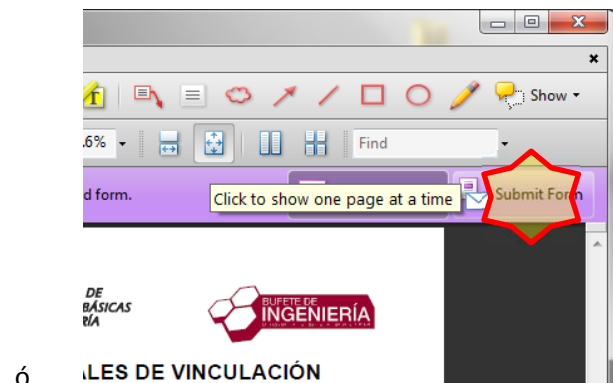 T
Show
.6%
Find
d form.
Click to show one page at a time
Submit Form
DE
BÁSICAS
RÍA
BUFETE DE
INGENIERÍA
ó
ALES DE VINCULACIÓN